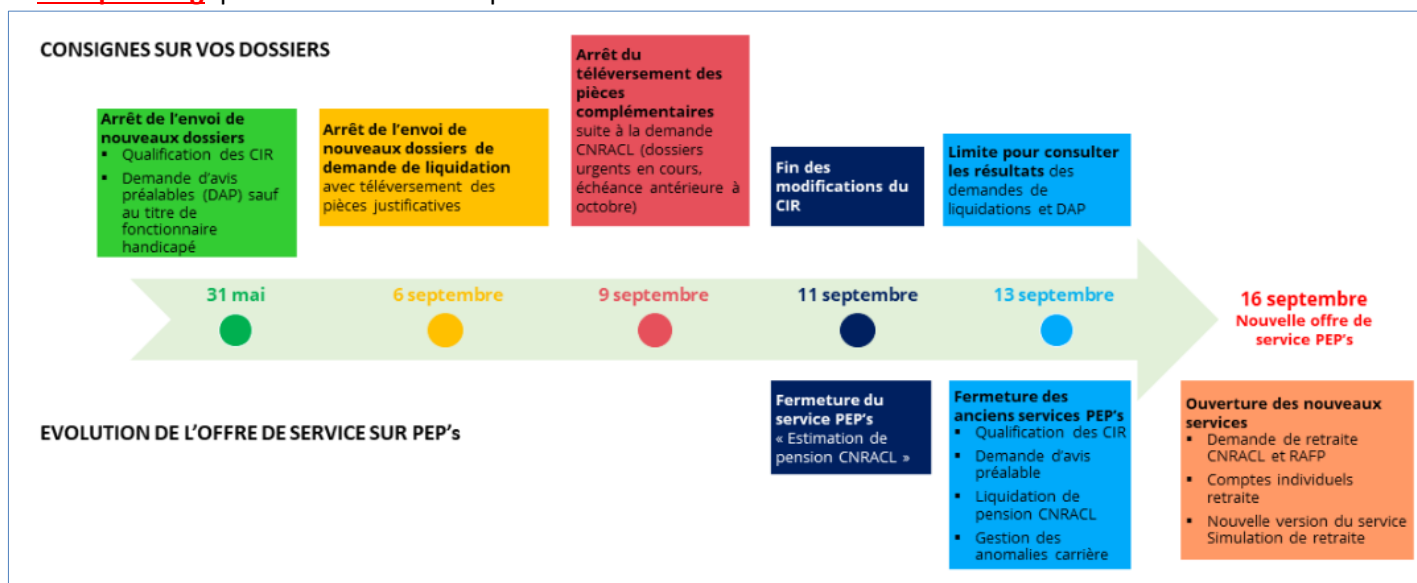 CONSIGNES SUR VOS DOSSIERS
Arrêt de l'envoi de
nouveaux dossiers
▪ Qualification des CIR
▪ Demande d'avis
préalables (DAP) sauf
au titre de
fonctionnaire
handicapé
Arrêt de l'envoi de
nouveaux dossiers de
demande de liquidation
avec téléversement des
pièces justificatives
Arrêt du
téléversement des
pièces
complémentaires
suite à la demande
CNRACL (dossiers
urgents en cours,
échéance antérieure à
octobre)
Fin des
modifications du
CIR
Limite pour consulter
les résultats des
demandes de
liquidations et DAP
31 mai
6 septembre
9 septembre
11 septembre
13 septembre
16 septembre
Nouvelle offre de
service PEP's
EVOLUTION DE L'OFFRE DE SERVICE SUR PEP's
Fermeture du
service PEP's
« Estimation de
pension CNRACL »
Fermeture des
anciens services PEP's
▪ Qualification des CIR
▪ Demande d'avis
préalable
▪ Liquidation de
pension CNRACL
▪ Gestion des
anomalies carrière
Ouverture des nouveaux
services
▪ Demande de retraite
CNRACL et RAFP
▪ Comptes individuels
retraite
▪ Nouvelle version du service
Simulation de retraite